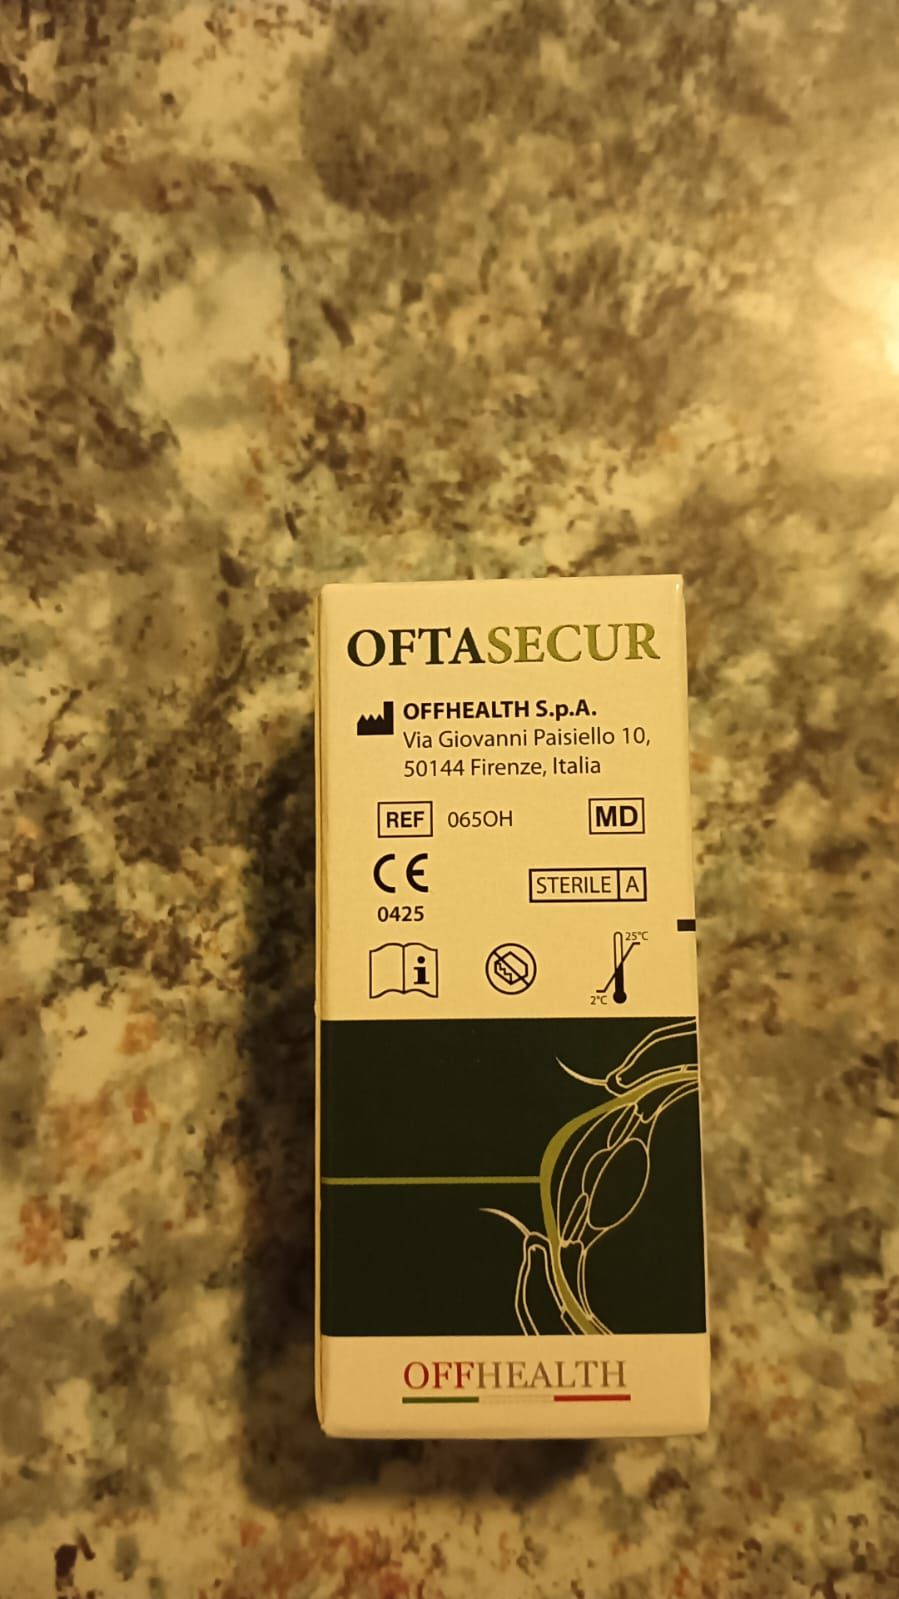 OFTASECUR
OFFHEALTH S.p.A.
Via Giovanni Paisiello 10,
50144 Firenze, Italia
REF 065OH MD
CE
0425
STERILE A
i
25°C
2°C
OFFHEALTH